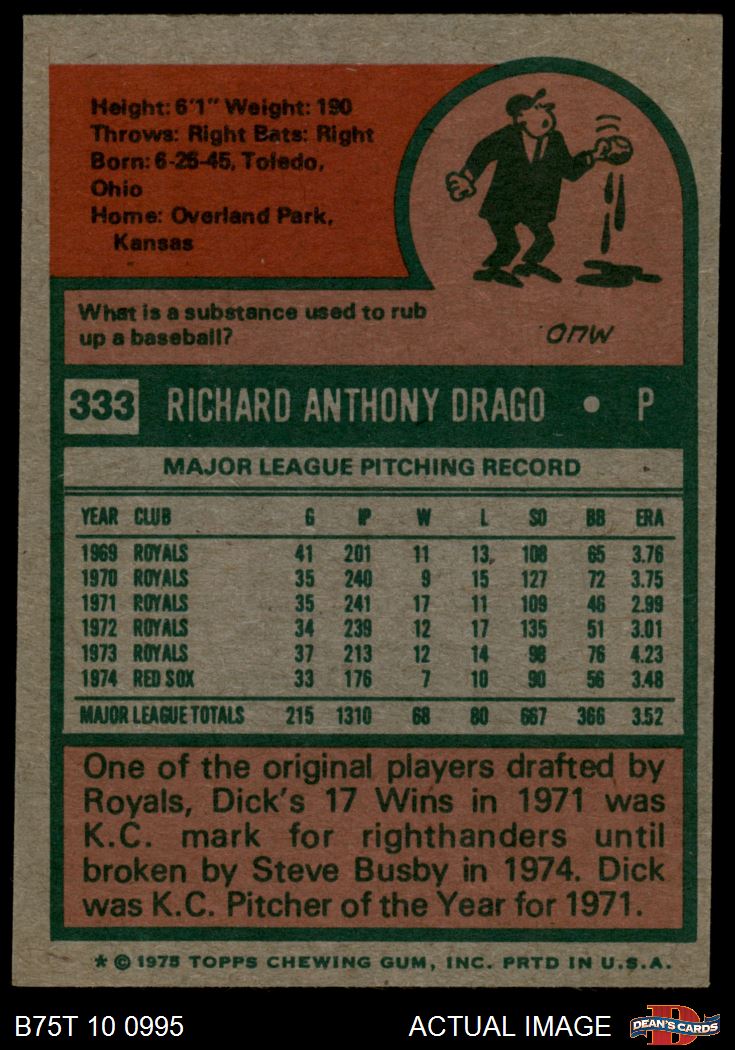 Height: 6'1" Weight: 190
Throws: Right Bats: Right
Born: 6-25-45, Toledo,
Ohio
Home: Overland Park,
Kansas
What is a substance used to rub
up a baseball?
MUD
333 RICHARD ANTHONY DRAGO • P
MAJOR LEAGUE PITCHING RECORD
YEAR CLUB G IP W L SO BB ERA
1969 ROYALS 41 201 11 13 108 65 3.76
1970 ROYALS 35 240 9 15 127 72 3.75
1971 ROYALS 35 241 17 11 109 46 2.99
1972 ROYALS 34 239 12 17 135 51 3.01
1973 ROYALS 37 213 12 14 98 76 4.23
1974 RED SOX 33 176 7 10 90 56 3.48
MAJOR LEAGUE TOTALS 215 1310 68 80 667 366 3.52
One of the original players drafted by
Royals, Dick's 17 Wins in 1971 was
K.C. mark for righthanders until
broken by Steve Busby in 1974. Dick
was K.C. Pitcher of the Year for 1971.
* © 1975 TOPPS CHEWING GUM, INC. PRTD IN U.S.A.
B75T 10 0995 ACTUAL IMAGE DEAN'S CARDS